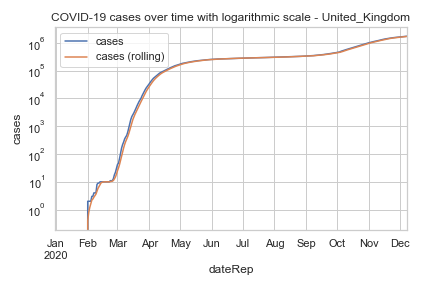 COVID-19 cases over time with logarithmic scale - United_Kingdom
cases
cases (rolling)
10^6
10^5
10^4
10^3
10^2
10^1
10^0
cases
Jan Feb Mar Apr May Jun Jul Aug Sep Oct Nov Dec
2020
dateRep